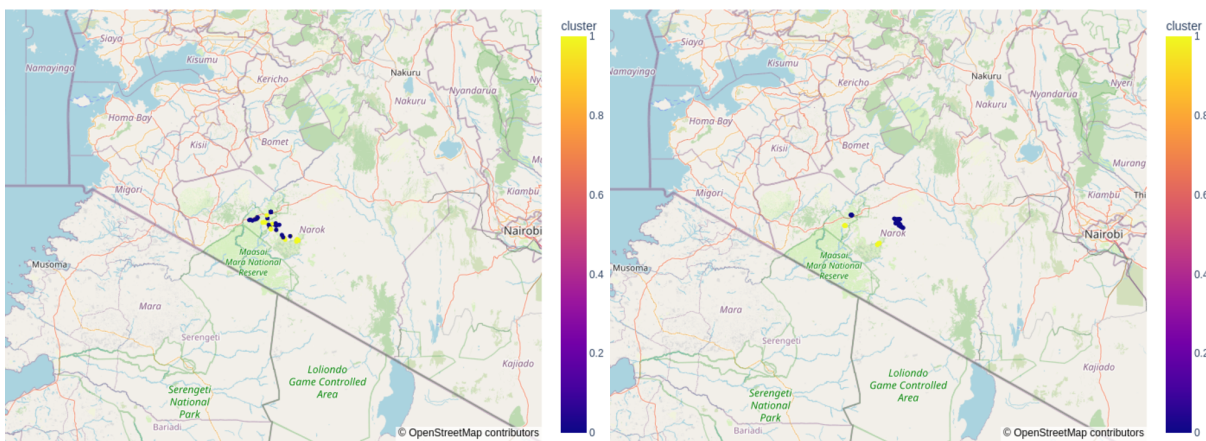 Siaya
Kisumu
Namayingo
Kericho
Nakuru
Nyandarua
Nakuru
Homa Bay
Kisii
Bomet
Migori
Kiambu
Narok
Nairobi
Maasai
Mara National
Reserve
Musoma
Mara
Serengeti
Kajiado
Loliondo
Game Controlled
Area
Serengeti
National
Park
Bariadi
© OpenStreetMap contributors
cluster
1
0.8
0.6
0.4
0.2
0
Siaya
Kisumu
Namayingo
Kericho
Nakuru
Nyandarua
Nyeri
Nakuru
Homa Bay
Kisii
Bomet
Murang
Migori
Kiambu
Thi
Narok
Nairobi
Maasai
Mara National
Reserve
Musoma
Mara
Serengeti
Kajiado
Loliondo
Game Controlled
Area
Serengeti
National
Park
Bariadi
© OpenStreetMap contributors
cluster
1
0.8
0.6
0.4
0.2
0